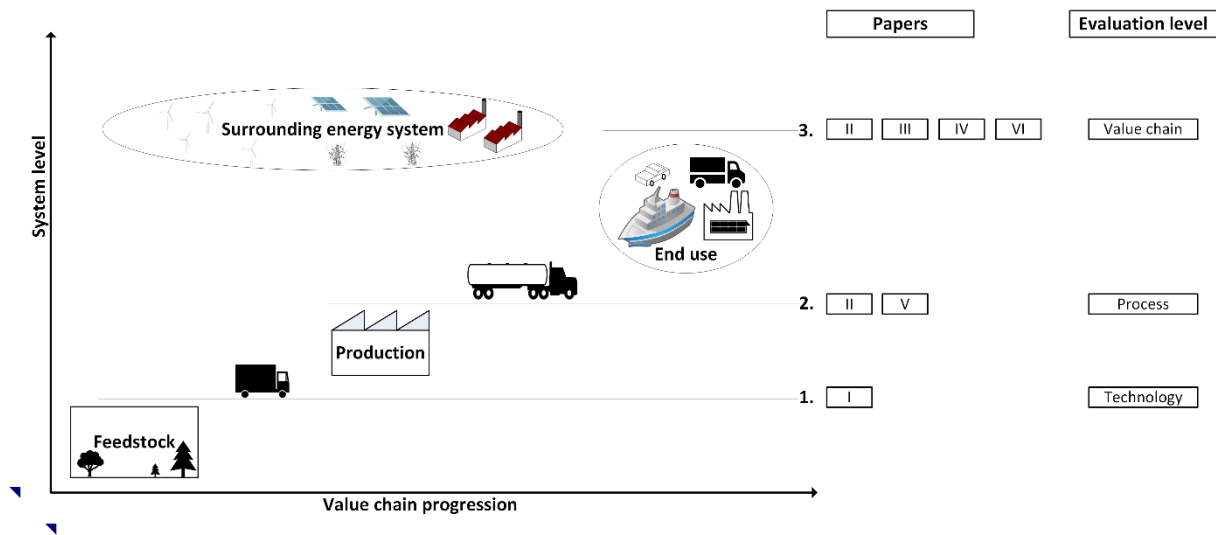 Papers
Evaluation level
Surrounding energy system
3.
II
III
IV
VI
Value chain
End use
System level
2.
II
V
Process
Production
1.
I
Technology
Feedstock
Value chain progression